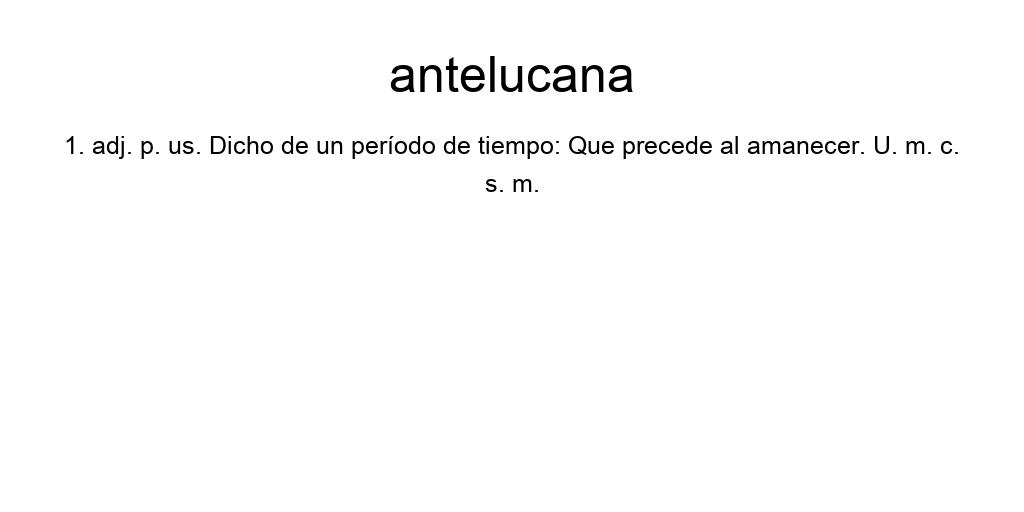 antelucana
1. adj. p. us. Dicho de un período de tiempo: Que precede al amanecer. U. m. c.
s. m.